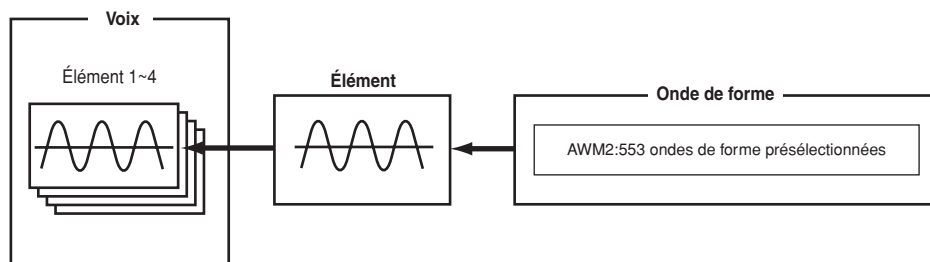 Voix
Élément 1~4
Élément
Onde de forme
AWM2:553 ondes de forme présélectionnées